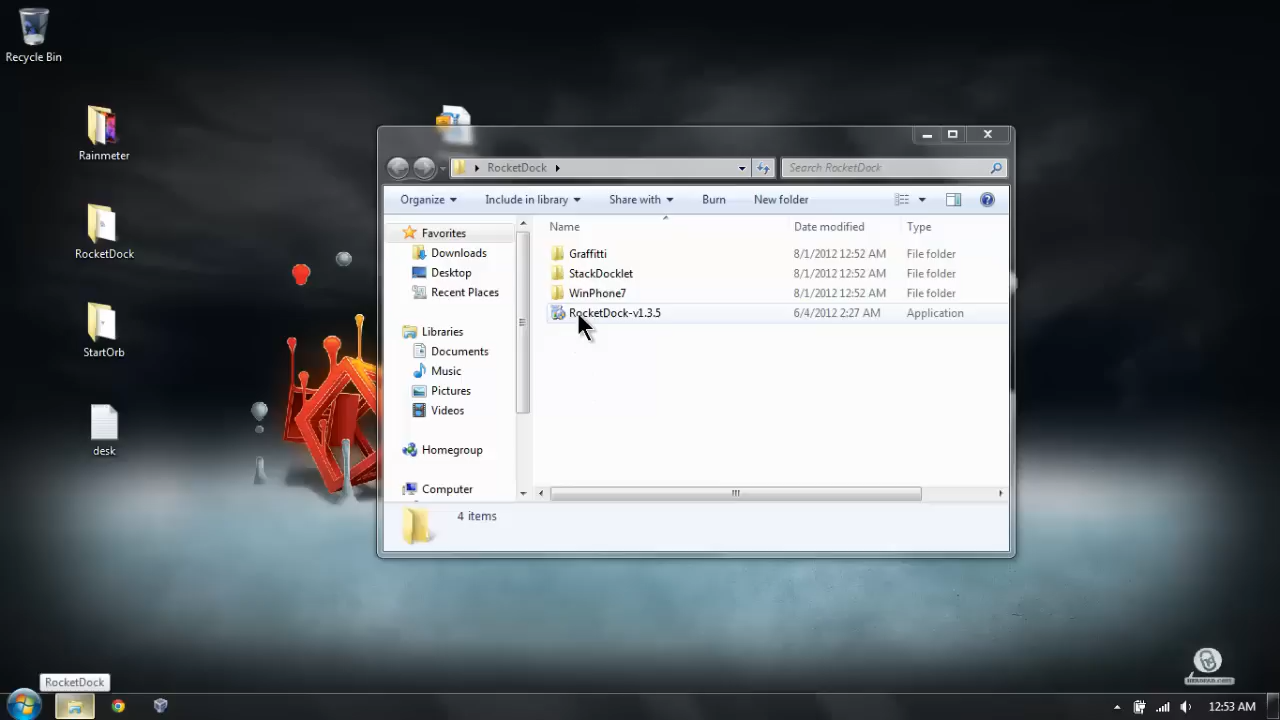 Recycle Bin
Rainmeter
RocketDock
StartOrb
desk
RocketDock
Search RocketDock
Organize
Include in library
Share with
Burn
New folder
Name
Date modified
Type
Favorites
Downloads
Desktop
Recent Places
Libraries
Documents
Music
Pictures
Videos
Homegroup
Computer
Graffitti 8/1/2012 12:52 AM File folder
StackDocklet 8/1/2012 12:52 AM File folder
WinPhone7 8/1/2012 12:52 AM File folder
RocketDock-v1.3.5 6/4/2012 2:27 AM Application
4 items
RocketDock
12:53 AM